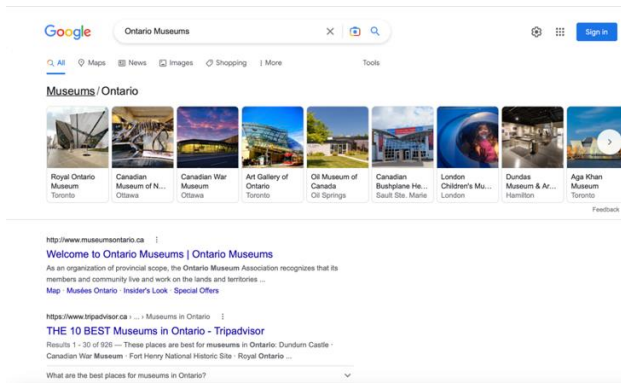 Google
Ontario Museums
Sign in
All Maps News Images Shopping | More Tools
Museums / Ontario
Royal Ontario Museum
Toronto
Canadian Museum of N...
Ottawa
Canadian War Museum
Ottawa
Art Gallery of Ontario
Toronto
Oil Museum of Canada
Oil Springs
Canadian Bushplane He...
Sault Ste. Marie
London Children's Mu...
London
Dundas Museum & Ar...
Hamilton
Aga Khan Museum
Toronto
Feedback
http://www.museumsontario.ca
Welcome to Ontario Museums | Ontario Museums
As an organization of provincial scope, the Ontario Museum Association recognizes that its
members and community live and work on the lands and territories ...
Map · Musées Ontario · Insider's Look · Special Offers
https://www.tripadvisor.ca › ... › Museums in Ontario
THE 10 BEST Museums in Ontario - Tripadvisor
Results 1 - 30 of 926 — These places are best for museums in Ontario: Dundurn Castle ·
Canadian War Museum · Fort Henry National Historic Site · Royal Ontario ...
What are the best places for museums in Ontario?